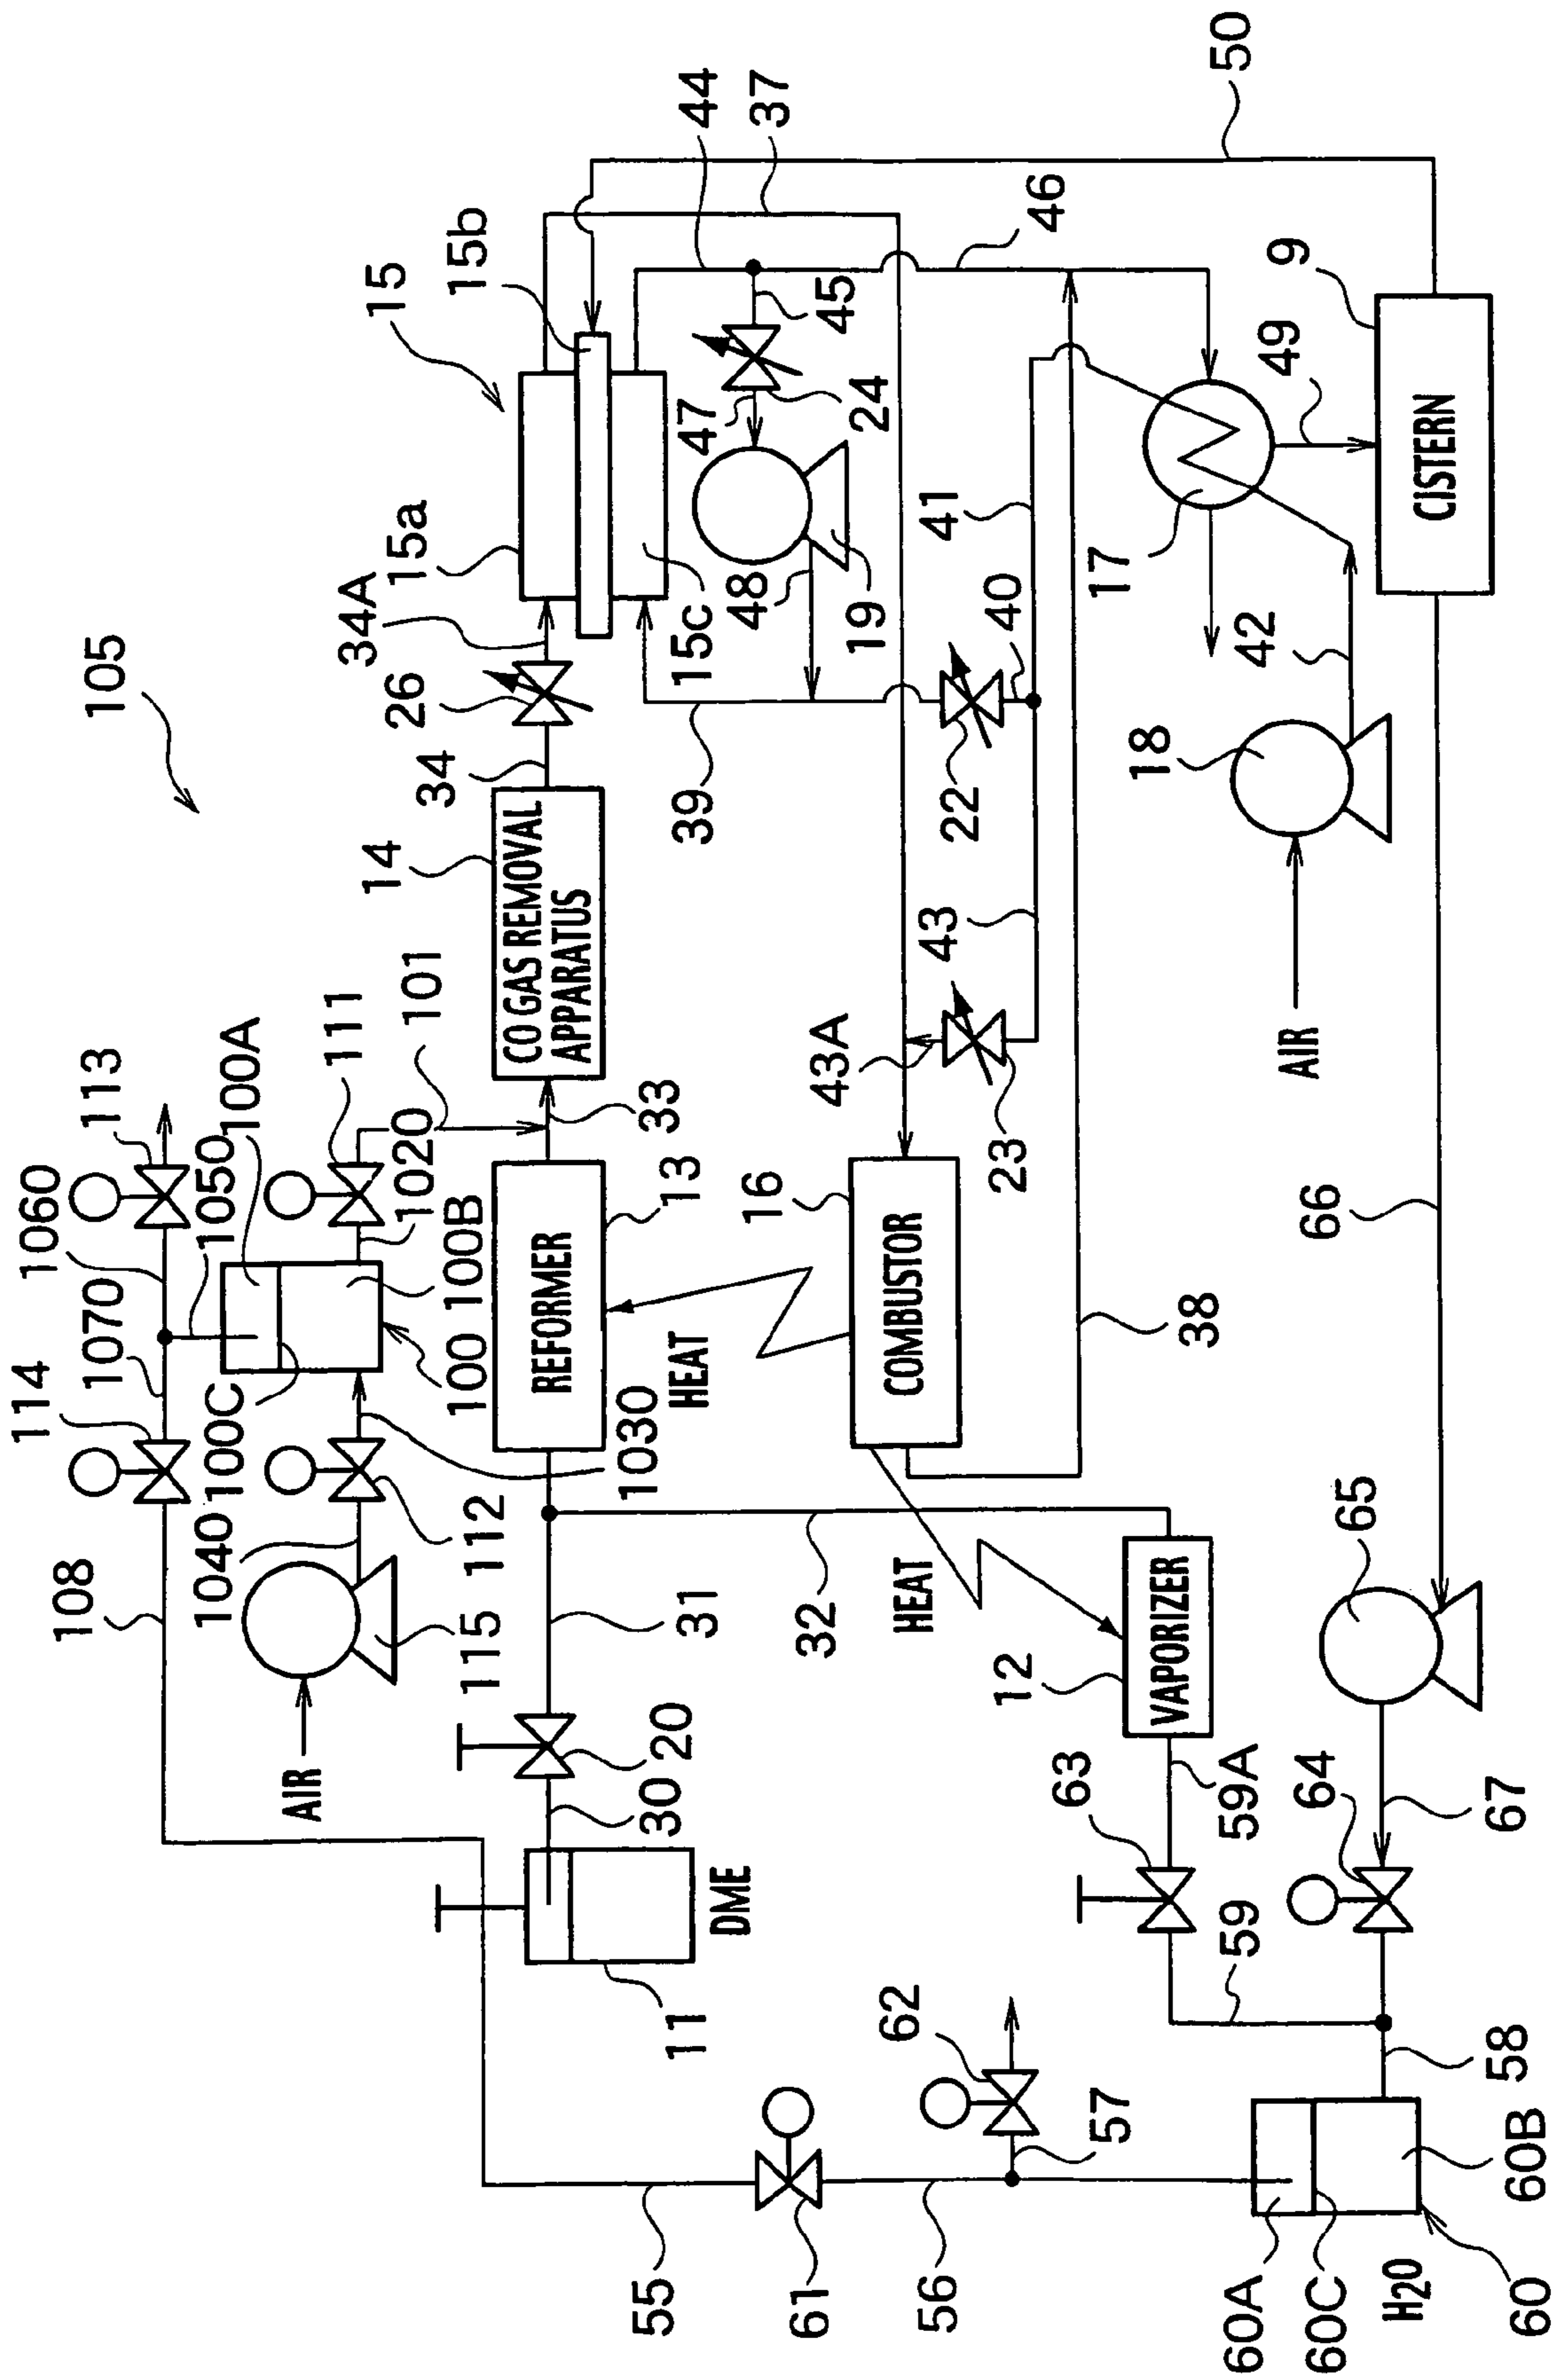 105
108
114
1070
1060
113
1050
100A
1040
100C
100
100B
1020
111
101
AIR
115
112
1030
14
34
26
34A
15a
15
15b
44
37
50
30
20
31
REFORMER
13
33
CO GAS REMOVAL
APPARATUS
11
DME
HEAT
39
15c
48
19
47
24
45
46
32
HEAT
16
COMBUSTOR
43A
23
43
22
40
41
38
55
61
56
62
57
63
59A
12
VAPORIZER
59
64
67
65
66
AIR
18
42
17
49
9
CISTERN
60A
60C
H2O
60
60B
58